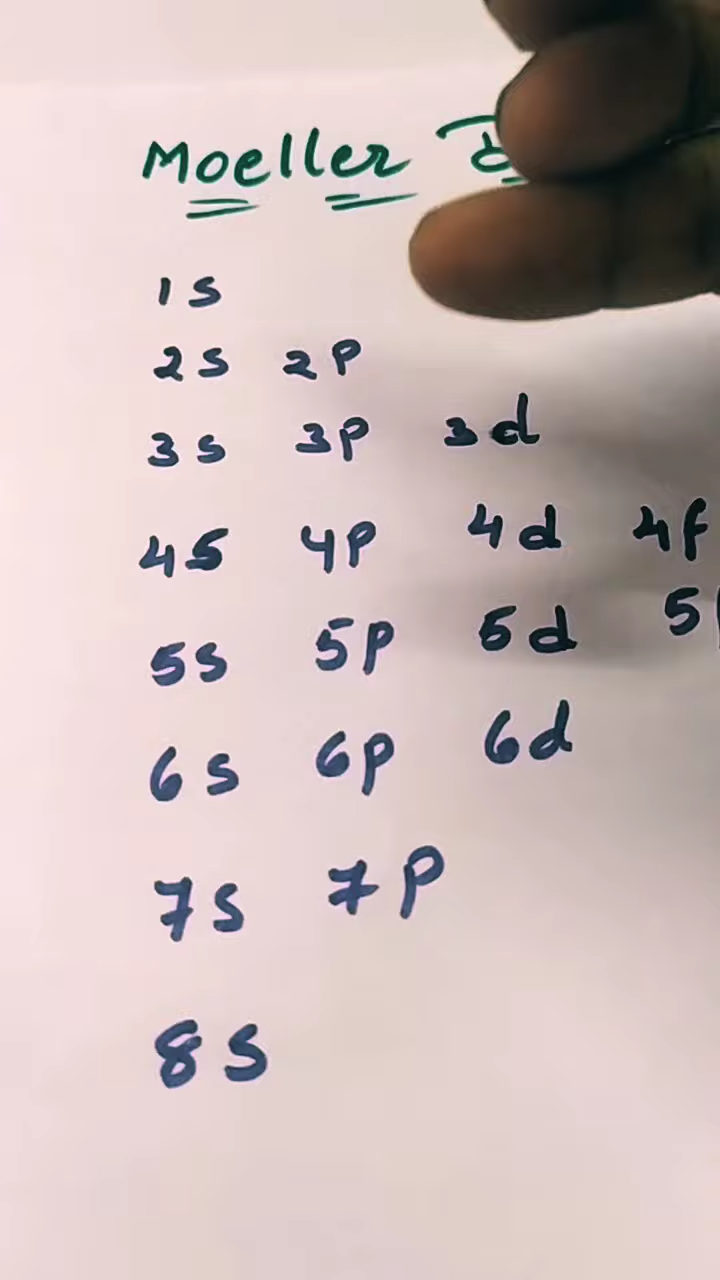 Moeller
1s
2s 2p
3s 3p 3d
4s 4p 4d 4f
5s 5p 5d 5
6s 6p 6d
7s 7p
8s